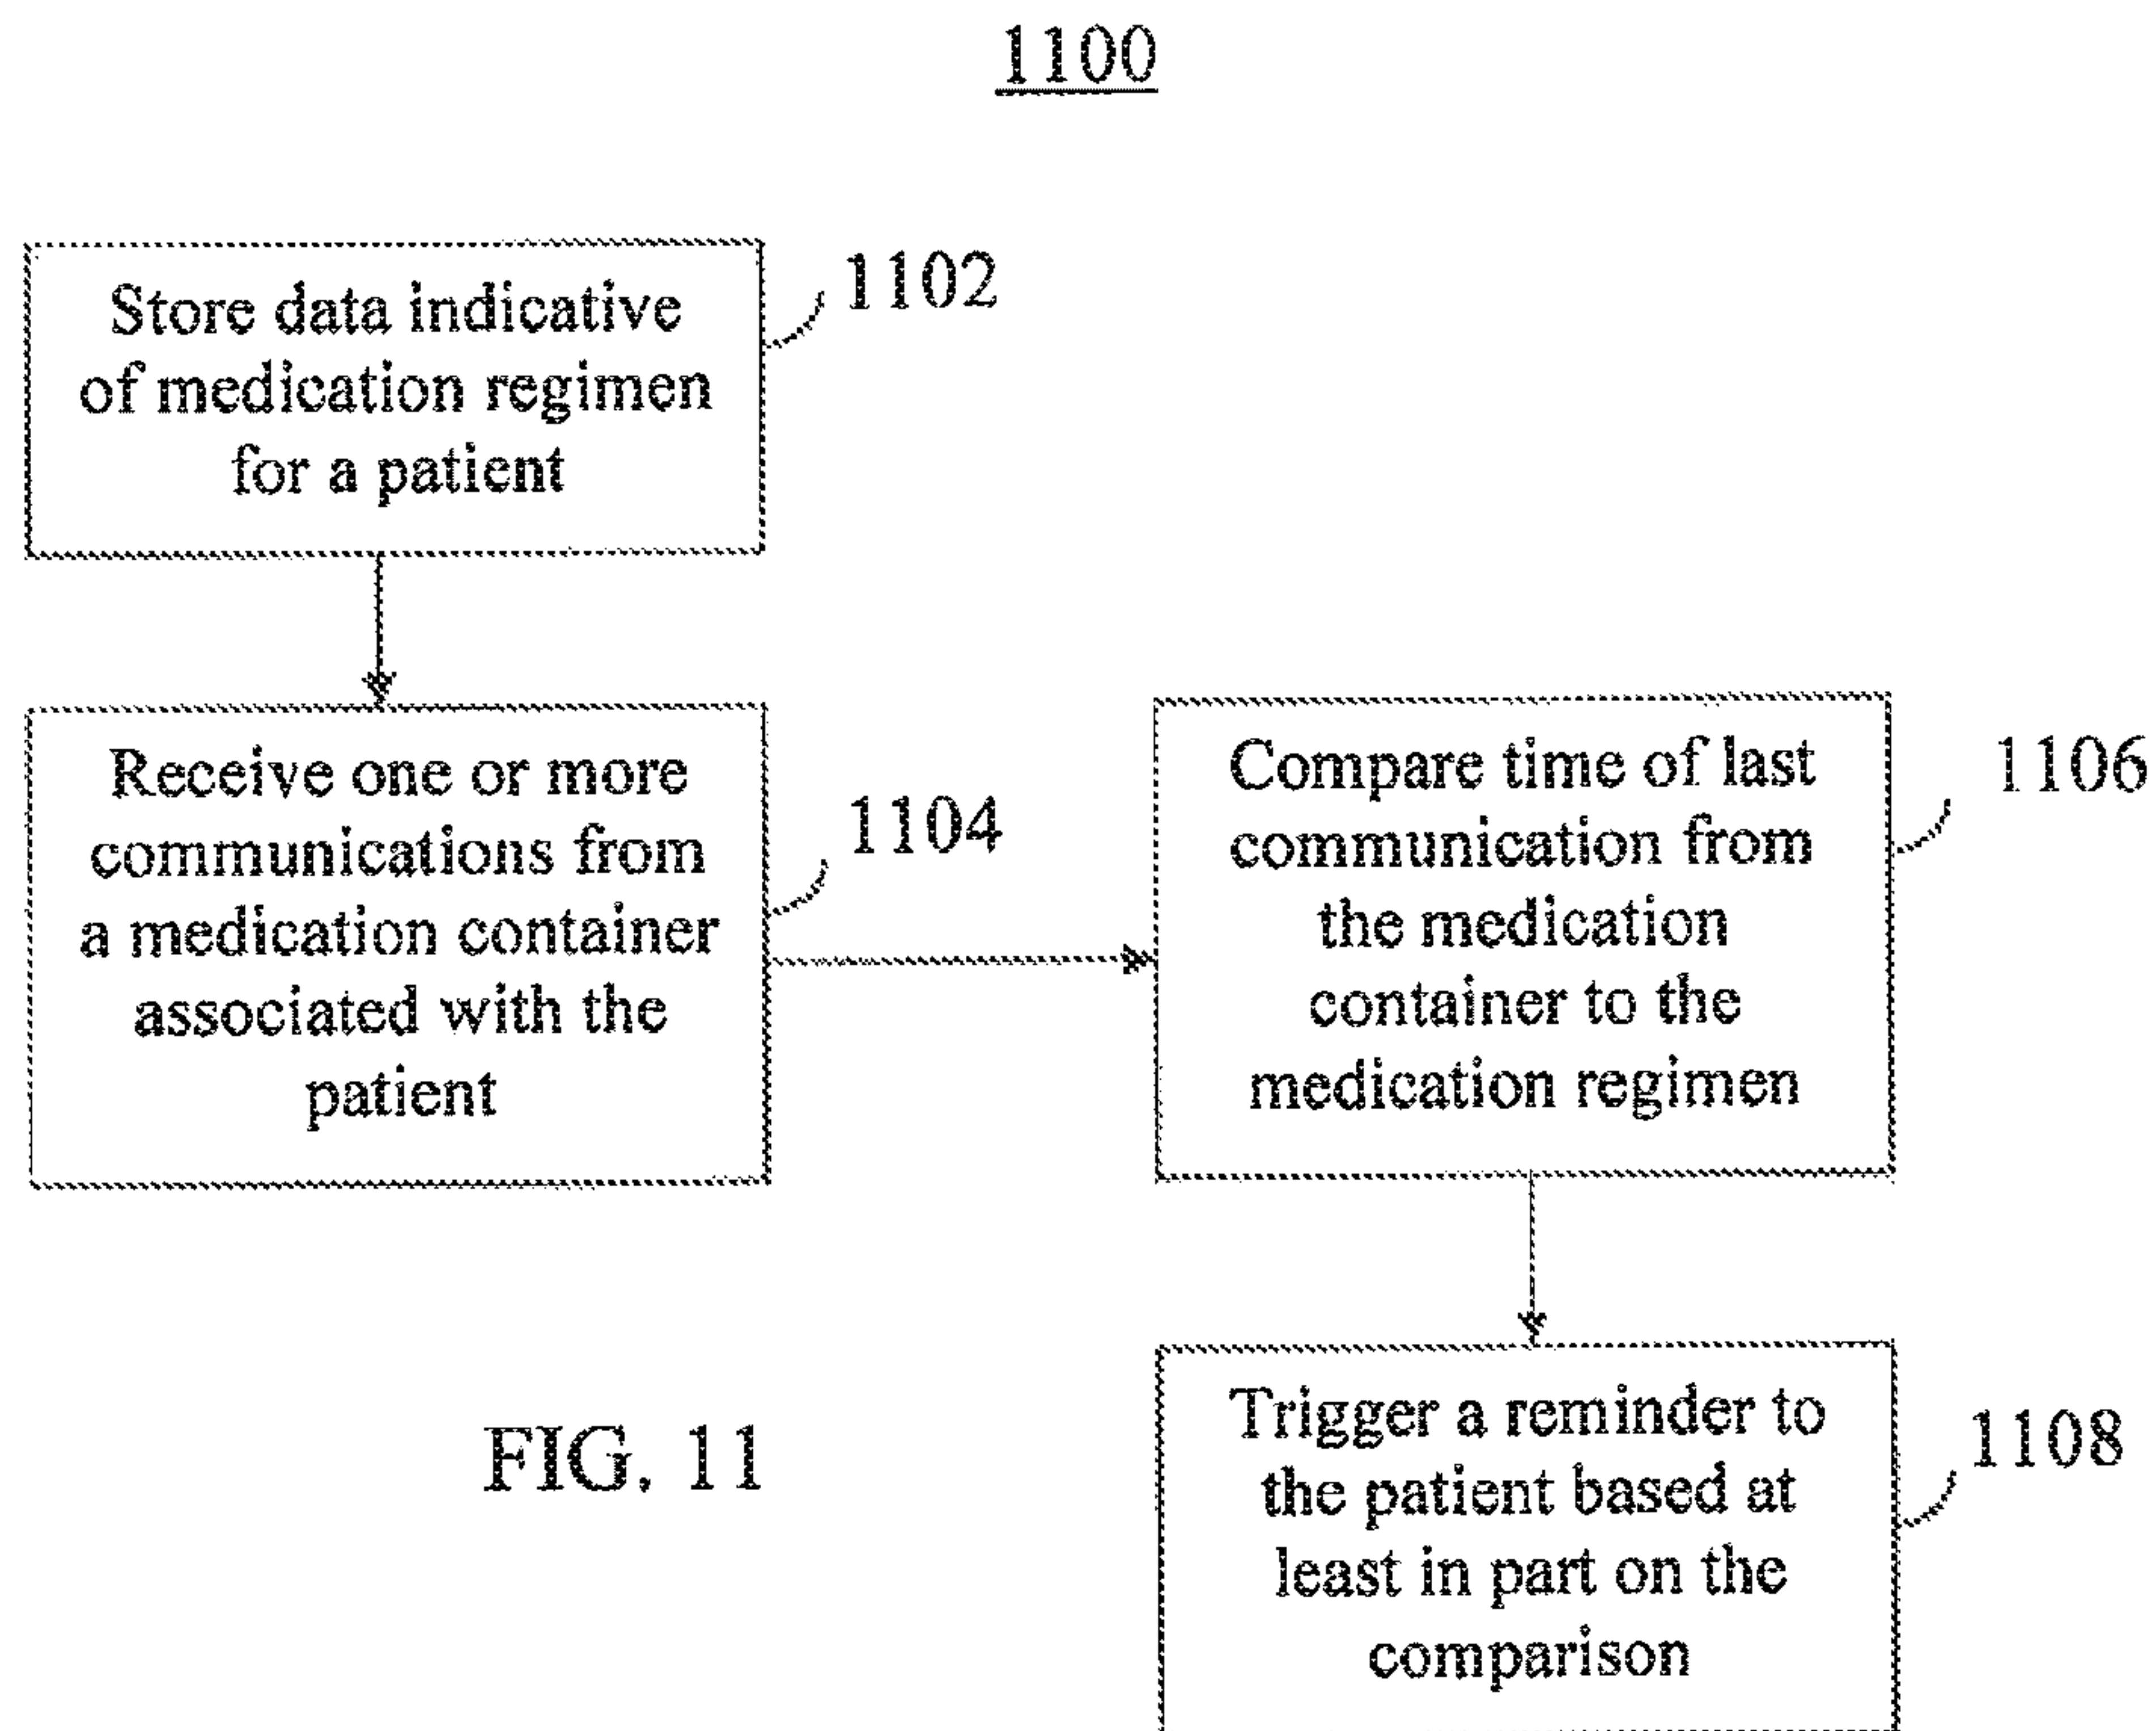 1100
Store data indicative
of medication regimen
for a patient
1102
Receive one or more
communications from
a medication container
associated with the
patient
1104
Compare time of last
communication from
the medication
container to the
medication regimen
1106
Trigger a reminder to
the patient based at
least in part on the
comparison
1108
FIG. 11